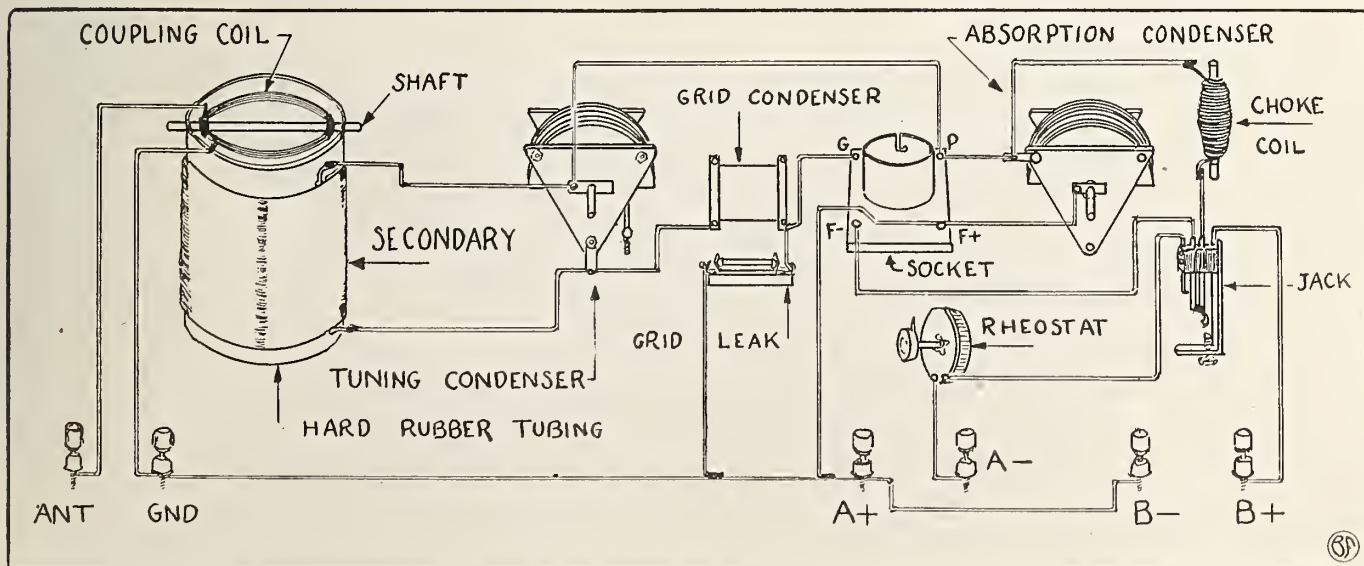 COUPLING COIL
SHAFT
ABSORPTION CONDENSER
GRID CONDENSER
CHOKE
COIL
G
P
SECONDARY
F-
F+
SOCKET
JACK
RHEOSTAT
GRID LEAK
TUNING CONDENSER
HARD RUBBER TUBING
A-
ANT
GND
A+
B-
B+